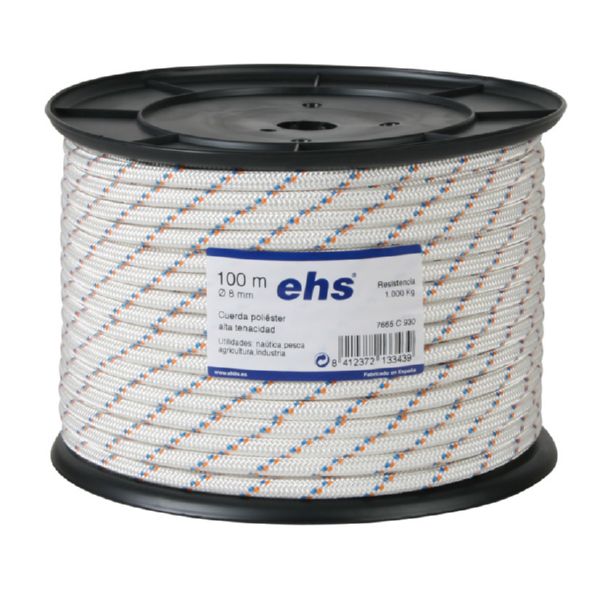 100 m
Ø 8 mm
ehs®
Resistencia
1.000 Kg
Cuerda poliéster
alta tenacidad
7665 C 930
Utilidades: naútica,pesca
agricultura,industria
8 412372 133439
www.ehs.es
Fabricado en España